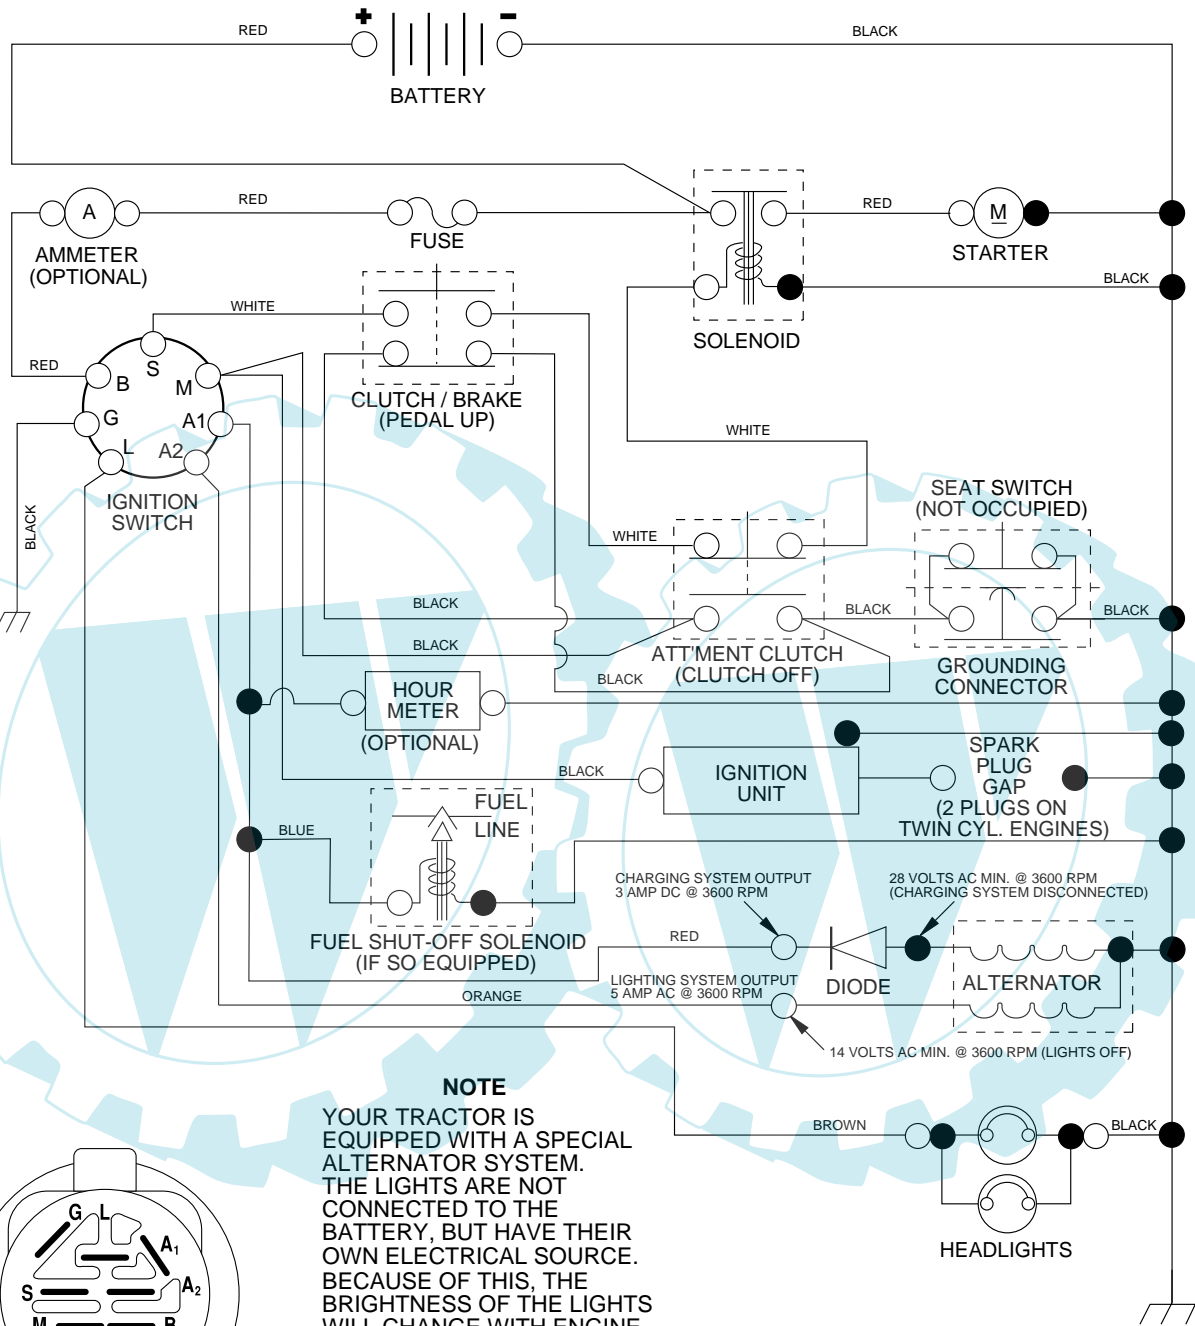 + −
RED
BLACK
BATTERY
A
RED
FUSE
RED
M
STARTER
AMMETER
(OPTIONAL)
BLACK
SOLENOID
WHITE
RED
S
B
M
G
A1
L
A2
IGNITION
SWITCH
CLUTCH / BRAKE
(PEDAL UP)
WHITE
BLACK
SEAT SWITCH
(NOT OCCUPIED)
WHITE
BLACK
BLACK
BLACK
BLACK
ATT'MENT CLUTCH
(CLUTCH OFF)
BLACK
GROUNDING
CONNECTOR
HOUR
METER
(OPTIONAL)
BLACK
IGNITION
UNIT
SPARK
PLUG
GAP
(2 PLUGS ON
TWIN CYL. ENGINES)
FUEL
LINE
BLUE
FUEL SHUT-OFF SOLENOID
(IF SO EQUIPPED)
CHARGING SYSTEM OUTPUT
3 AMP DC @ 3600 RPM
28 VOLTS AC MIN. @ 3600 RPM
(CHARGING SYSTEM DISCONNECTED)
RED
DIODE
ALTERNATOR
LIGHTING SYSTEM OUTPUT
5 AMP AC @ 3600 RPM
ORANGE
14 VOLTS AC MIN. @ 3600 RPM (LIGHTS OFF)
NOTE
YOUR TRACTOR IS
EQUIPPED WITH A SPECIAL
ALTERNATOR SYSTEM.
THE LIGHTS ARE NOT
CONNECTED TO THE
BATTERY, BUT HAVE THEIR
OWN ELECTRICAL SOURCE.
BECAUSE OF THIS, THE
BRIGHTNESS OF THE LIGHTS
WILL CHANGE WITH ENGINE
BROWN
BLACK
HEADLIGHTS
G L
A1
A2
S
M B